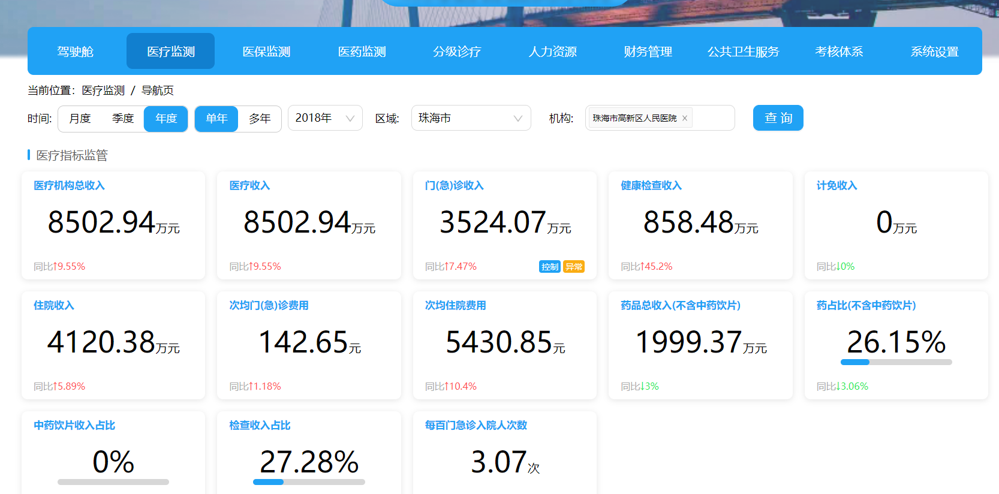 驾驶舱 医疗监测 医保监测 医药监测 分级诊疗 人力资源 财务管理 公共卫生服务 考核体系 系统设置
当前位置: 医疗监测 / 导航页
时间: 月度 季度 年度 单年 多年 2018年 区域: 珠海市 机构: 珠海市高新区人民医院 × 查 询
医疗指标监管
医疗机构总收入 医疗收入 门(急)诊收入 健康检查收入 计免收入
8502.94万元 8502.94万元 3524.07万元 858.48万元 0万元
同比↑9.55% 同比↑9.55% 同比↑7.47% 控制 异常 同比↑45.2% 同比↓0%
住院收入 次均门(急)诊费用 次均住院费用 药品总收入(不含中药饮片) 药占比(不含中药饮片)
4120.38万元 142.65元 5430.85元 1999.37万元 26.15%
同比↑5.89% 同比↑1.18% 同比↑10.4% 同比↓3% 同比↓3.06%
中药饮片收入占比 检查收入占比 每百门急诊入院人次数
0% 27.28% 3.07次